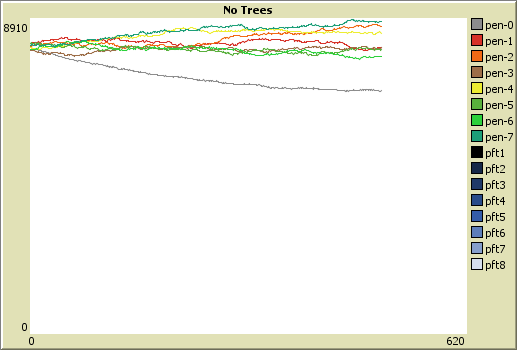 No Trees
8910
0
0
620
pen-0
pen-1
pen-2
pen-3
pen-4
pen-5
pen-6
pen-7
pft1
pft2
pft3
pft4
pft5
pft6
pft7
pft8